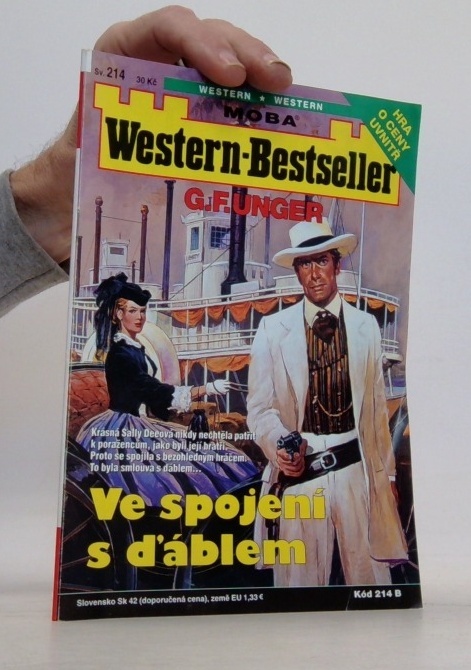 Sv. 214
30 Kč
WESTERN ★ WESTERN
MOBA
HRA
O CENY
UVNITŘ
Western-Bestseller
G.F. UNGER
Krásná Sally Deeová nikdy nechtěla patřit
k poražencům, jako byli její bratři.
Proto se spojila s bezohledným hráčem.
To byla smlouva s ďáblem...
Ve spojení
s ďáblem
Slovensko Sk 42 (doporučená cena), země EU 1,33 €
Kód 214 B